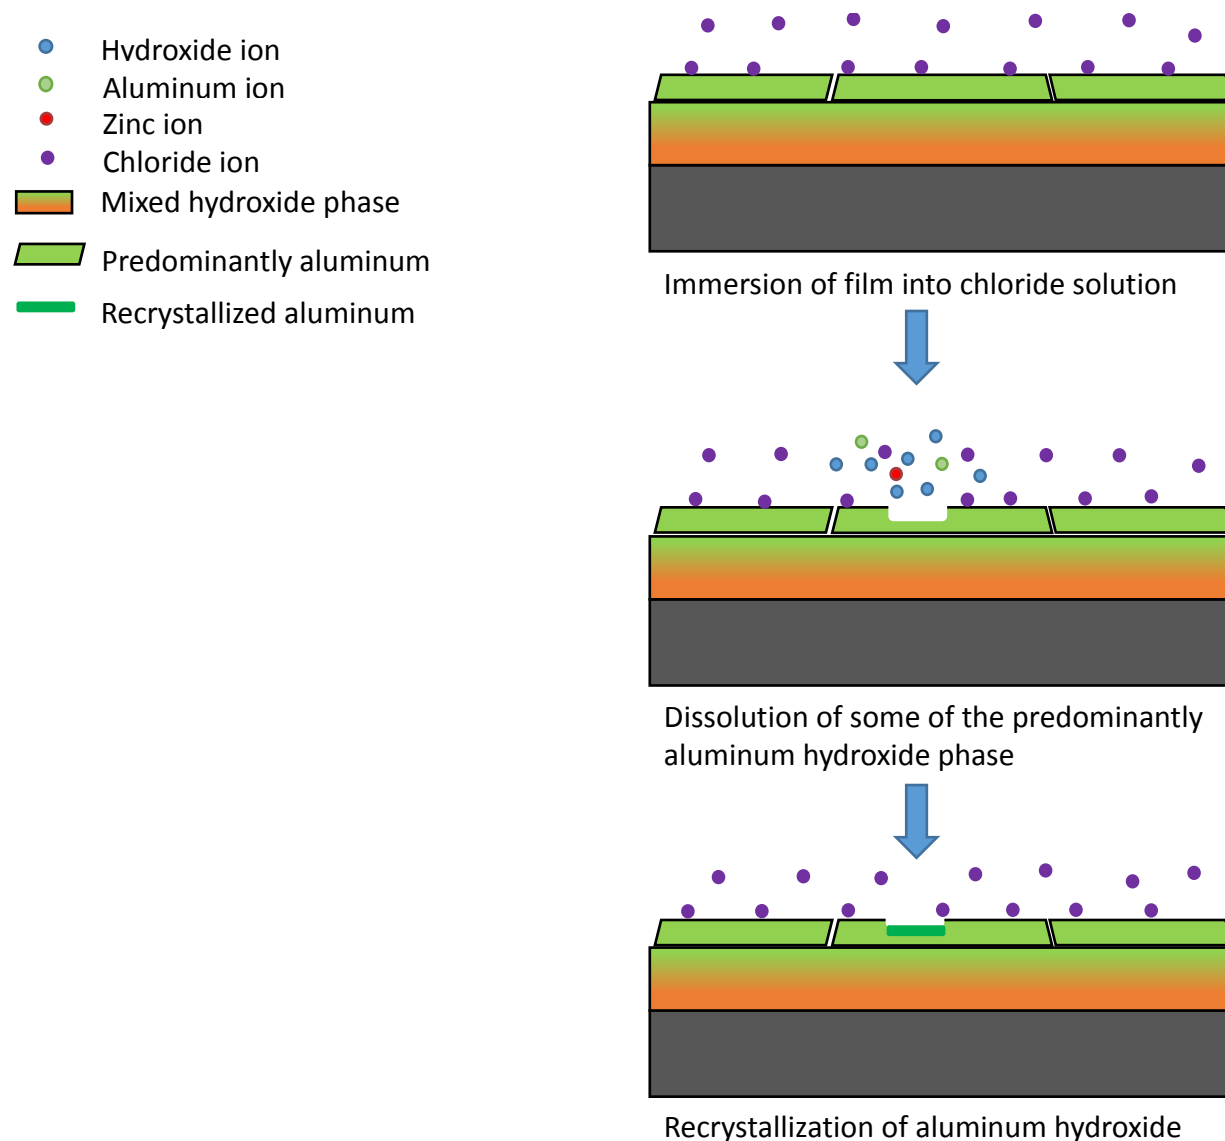 Hydroxide ion
Aluminum ion
Zinc ion
Chloride ion
Mixed hydroxide phase
Predominantly aluminum
Recrystallized aluminum
Immersion of film into chloride solution
Dissolution of some of the predominantly
aluminum hydroxide phase
Recrystallization of aluminum hydroxide